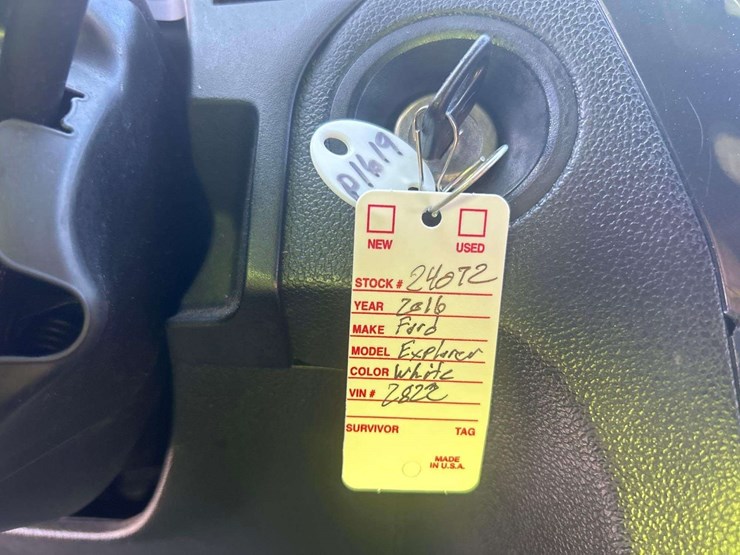 P1619
NEW USED
STOCK # 24072
YEAR 2016
MAKE Ford
MODEL Explorer
COLOR White
VIN # 2822
SURVIVOR TAG
MADE
IN U.S.A.